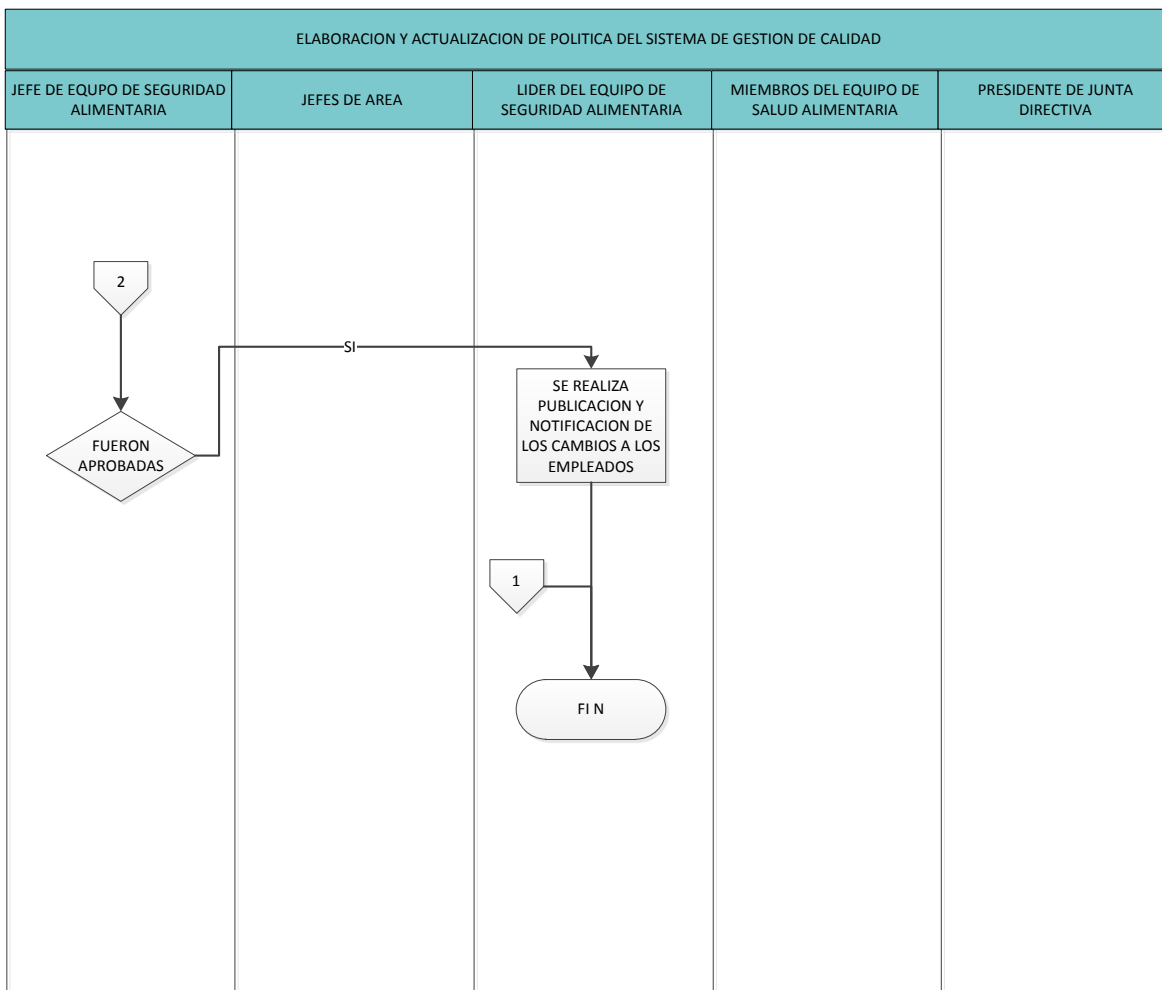 ELABORACION Y ACTUALIZACION DE POLITICA DEL SISTEMA DE GESTION DE CALIDAD
JEFE DE EQUPO DE SEGURIDAD
ALIMENTARIA
JEFES DE AREA
LIDER DEL EQUIPO DE
SEGURIDAD ALIMENTARIA
MIEMBROS DEL EQUIPO DE
SALUD ALIMENTARIA
PRESIDENTE DE JUNTA
DIRECTIVA
2
SI
FUERON
APROBADAS
SE REALIZA
PUBLICACION Y
NOTIFICACION DE
LOS CAMBIOS A LOS
EMPLEADOS
1
FI N